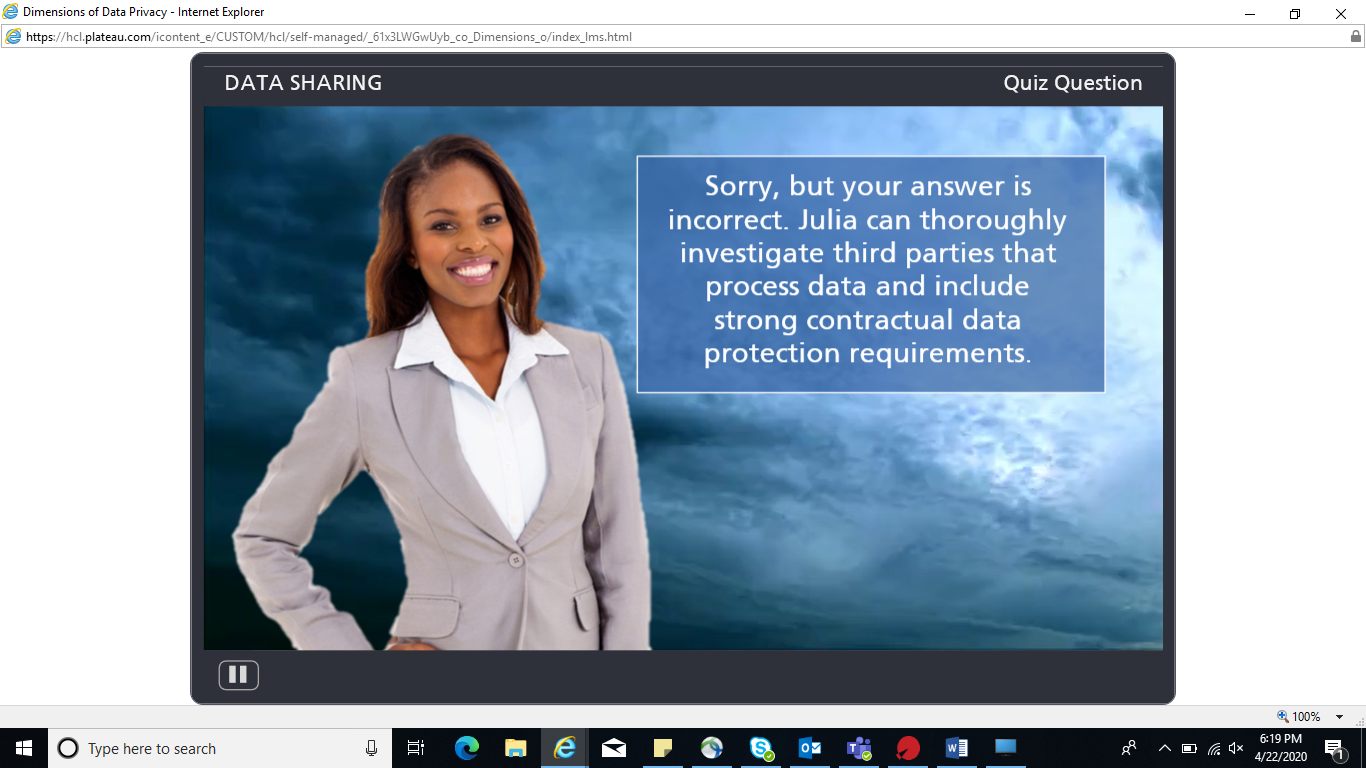 Dimensions of Data Privacy - Internet Explorer
https://hcl.plateau.com/icontent_e/CUSTOM/hcl/self-managed/_61x3LWGwUyb_co_Dimensions_o/index_lms.html
DATA SHARING
Quiz Question
Sorry, but your answer is
incorrect. Julia can thoroughly
investigate third parties that
process data and include
strong contractual data
protection requirements.
100%
Type here to search
6:19 PM
4/22/2020
1